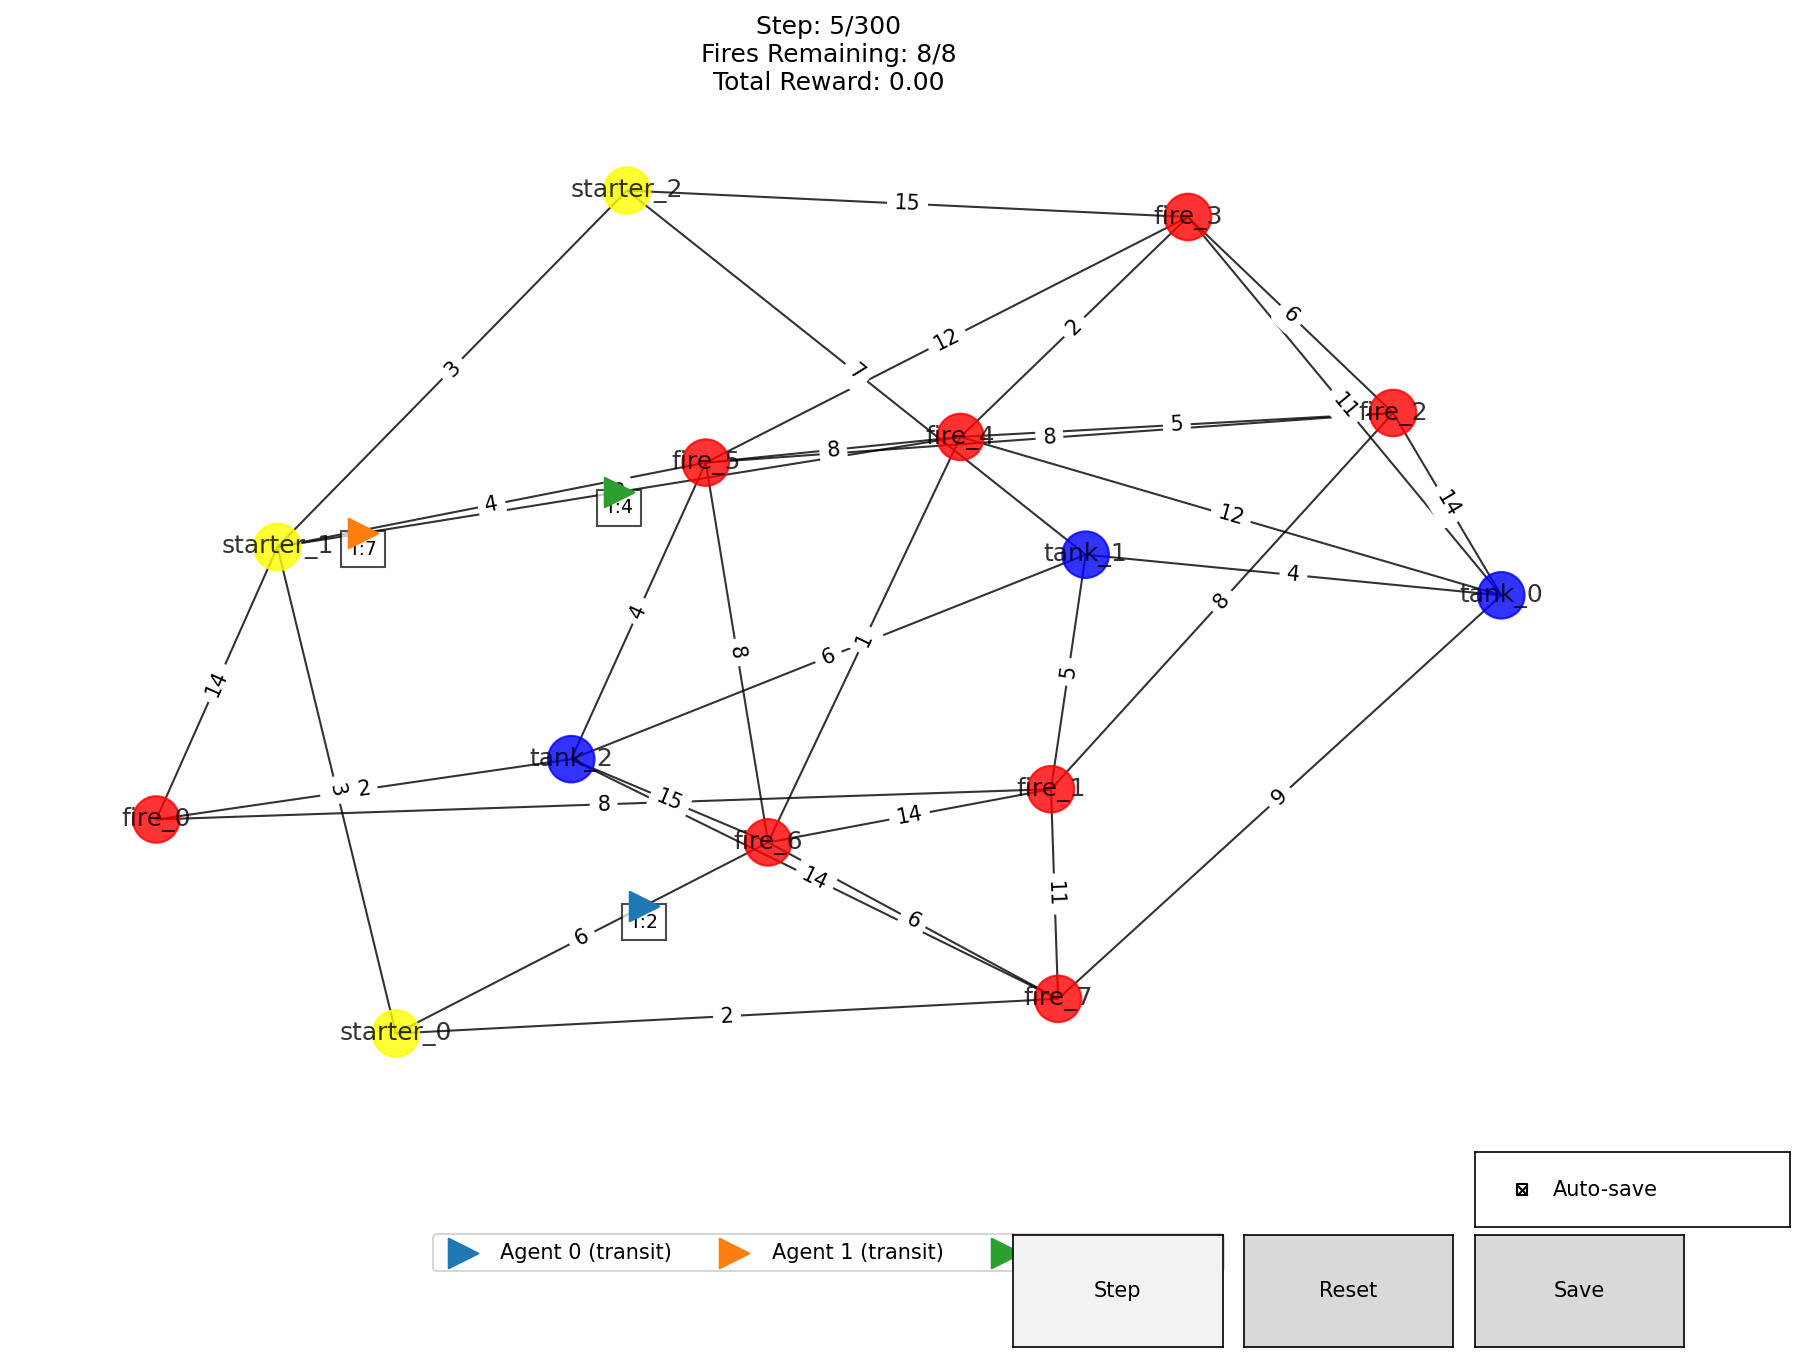 Step: 5/300
Fires Remaining: 8/8
Total Reward: 0.00
starter_2
15
fire_3
6
2
12
3
7
11
fire_2
5
8
8
fire_4
fire_5
4
T:4
14
12
starter_1
T:7
tank_1
4
tank_0
4
8
8
1
6
5
14
tank_2
3
2
15
8
fire_1
9
fire_0
14
fire_6
14
11
6
T:2
6
fire_7
2
starter_0
Auto-save
Agent 0 (transit)
Agent 1 (transit)
Step
Reset
Save